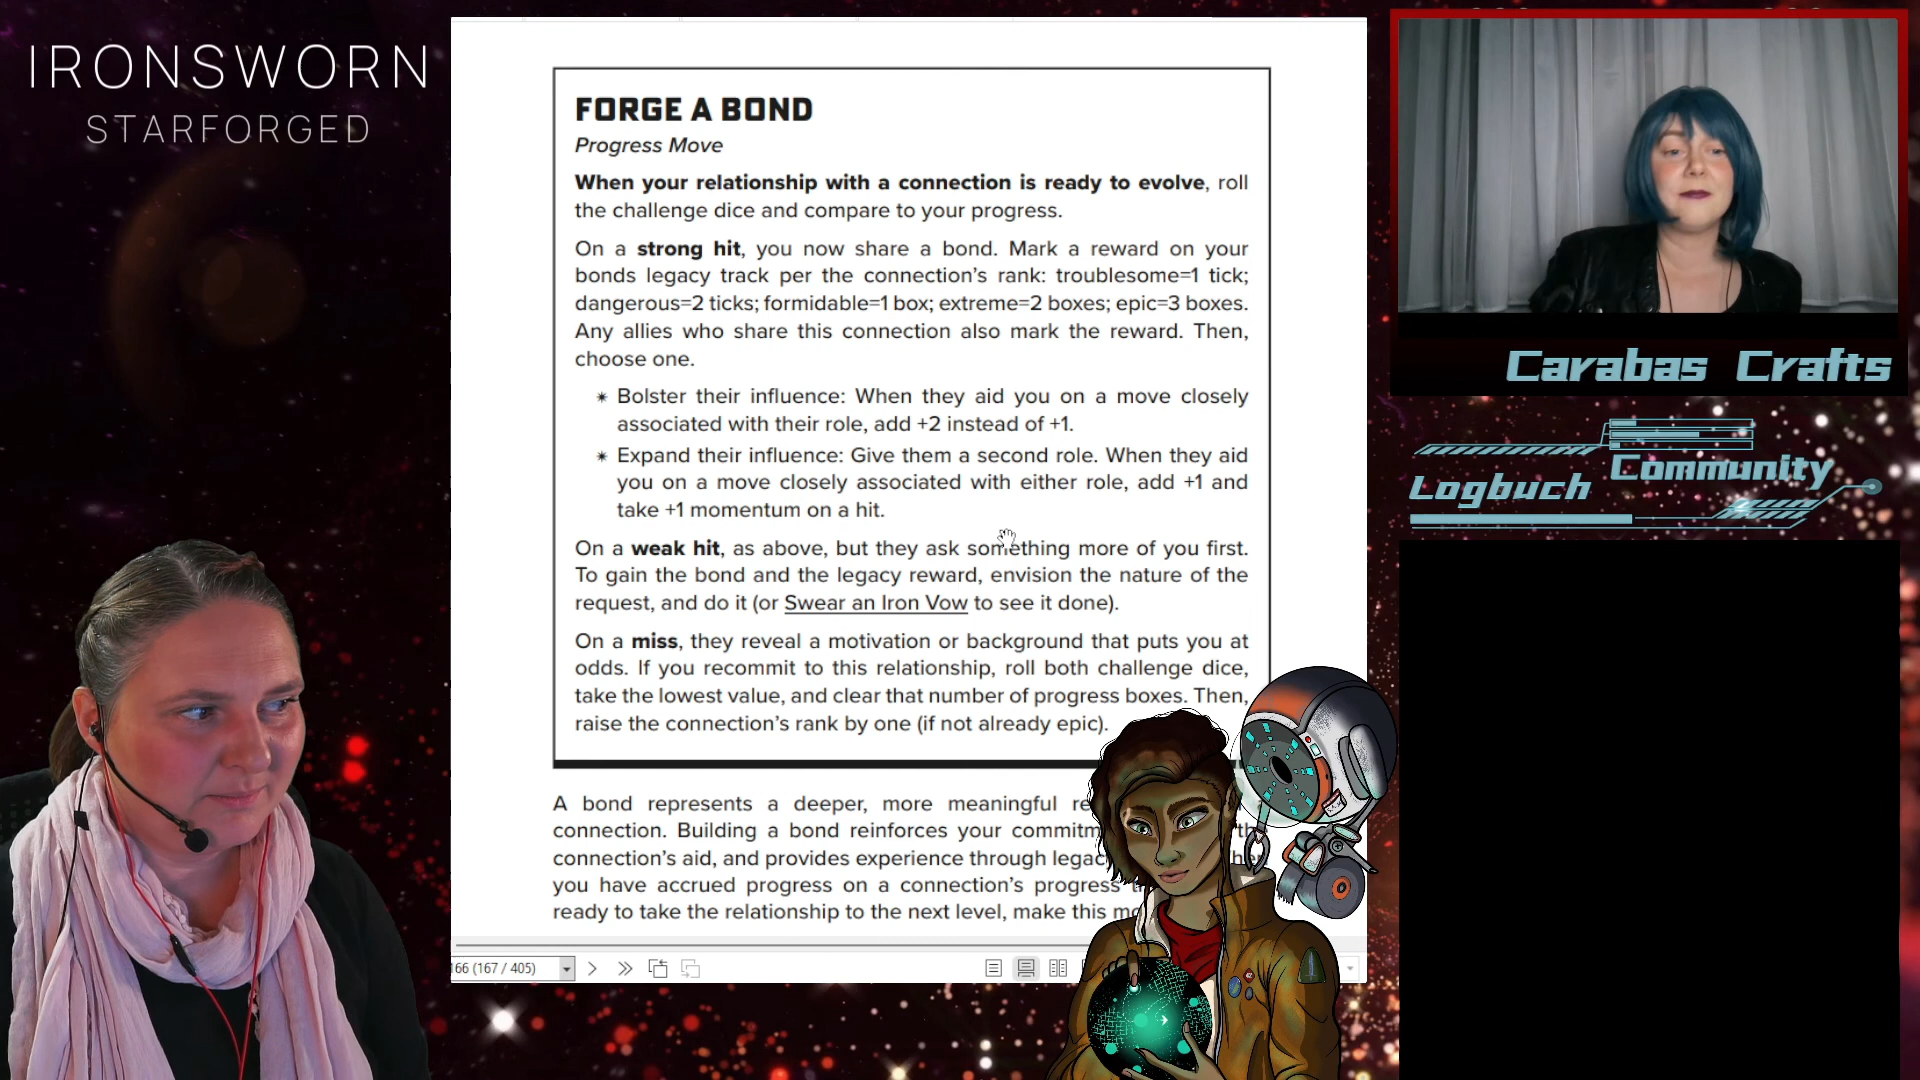 IRONSWORN
STARFORGED
FORGE A BOND
Progress Move
When your relationship with a connection is ready to evolve, roll
the challenge dice and compare to your progress.
On a strong hit, you now share a bond. Mark a reward on your
bonds legacy track per the connection's rank: troublesome=1 tick;
dangerous=2 ticks; formidable=1 box; extreme=2 boxes; epic=3 boxes.
Any allies who share this connection also mark the reward. Then,
choose one.
✴ Bolster their influence: When they aid you on a move closely
associated with their role, add +2 instead of +1.
✴ Expand their influence: Give them a second role. When they aid
you on a move closely associated with either role, add +1 and
take +1 momentum on a hit.
On a weak hit, as above, but they ask something more of you first.
To gain the bond and the legacy reward, envision the nature of the
request, and do it (or Swear an Iron Vow to see it done).
On a miss, they reveal a motivation or background that puts you at
odds. If you recommit to this relationship, roll both challenge dice,
take the lowest value, and clear that number of progress boxes. Then,
raise the connection's rank by one (if not already epic).
A bond represents a deeper, more meaningful
connection. Building a bond reinforces your
connection's aid, and provides experience through
you have accrued progress on a connection's progress
ready to take the relationship to the next level, make this
166 (167 / 405)
Carabas Crafts
Logbuch Community